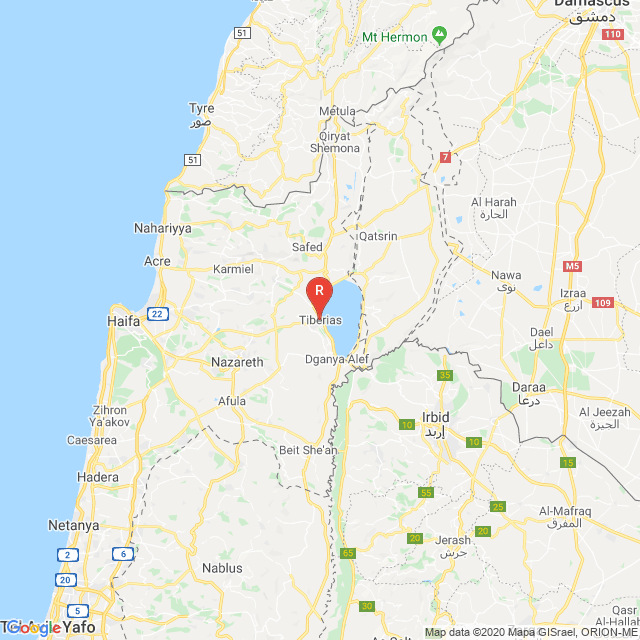 Damascus
دمشق
Mt Hermon
51
110
Tyre
صور
Metula
Qiryat
Shemona
51
7
Al Harah
الحارة
Nahariyya
Safed
Qatsrin
Acre
Karmiel
M5
Nawa
نوى
R
Izraa
ازرع
109
22
Haifa
Tiberias
Dael
داعل
Nazareth
Dganya Alef
35
Daraa
درعا
Afula
Zihron
Ya'akov
10
Irbid
إربد
Al Jeezah
الجيزة
Caesarea
10
Beit She'an
15
Hadera
55
25
Al-Mafraq
المفرق
Netanya
20
2
6
65
20
Jerash
جرش
Nablus
20
5
30
Qasr
Al-Hallab
Yafo
Google
Map data ©2020 Mapa GISrael, ORION-ME